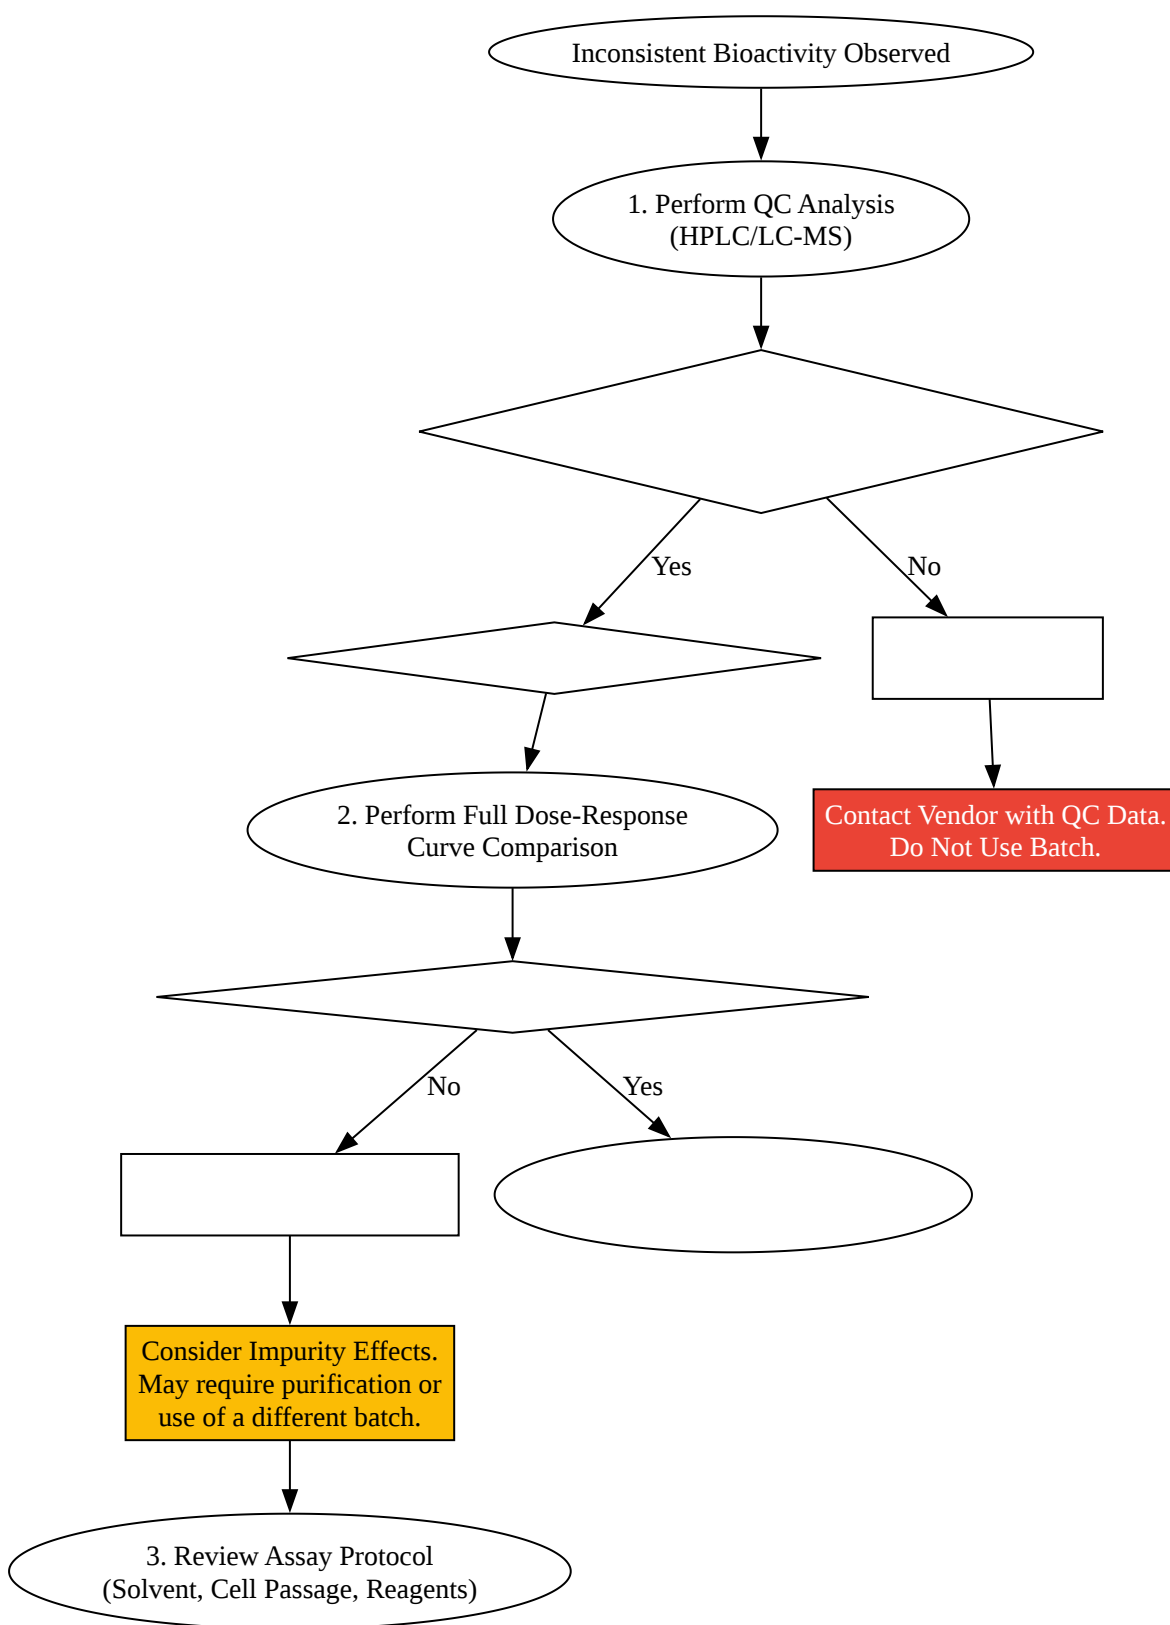 Inconsistent Bioactivity Observed
1. Perform QC Analysis
(HPLC/LC-MS)
Yes
No
2. Perform Full Dose-Response
Curve Comparison
Contact Vendor with QC Data.
Do Not Use Batch.
No
Yes
Consider Impurity Effects.
May require purification or
use of a different batch.
3. Review Assay Protocol
(Solvent, Cell Passage, Reagents)